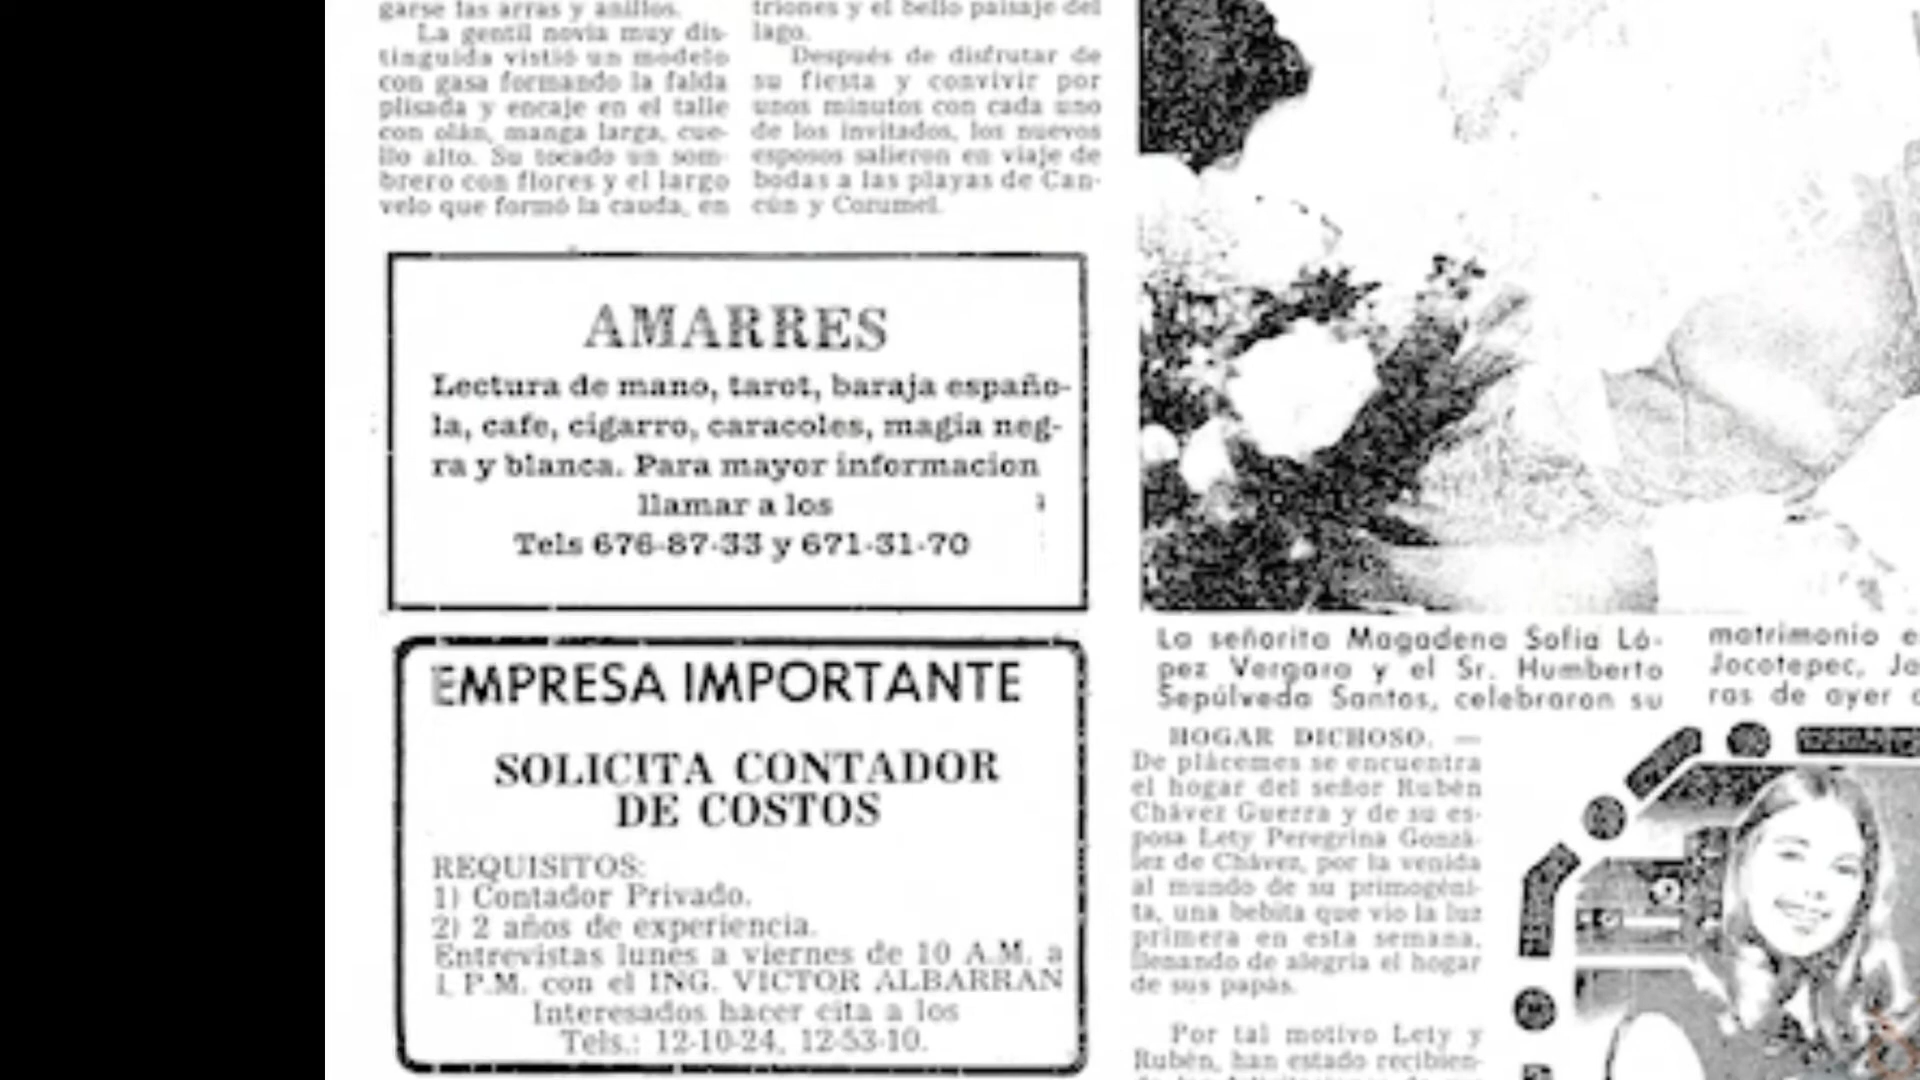 garse las arras y anillos.
La gentil novia muy dis-
tinguida vistió un modelo
con gasa formando la falda
plisada y encaje en el talle
con olán, manga larga, cue-
llo alto. Su tocado un som-
brero con flores y el largo
velo que formó la cauda, en
triones y el bello paisaje del
lago.
Después de disfrutar de
su fiesta y convivir por
unos minutos con cada uno
de los invitados, los nuevos
esposos salieron en viaje de
bodas a las playas de Can-
cún y Cozumel.
AMARRES
Lectura de mano, tarot, baraja españo-
la, cafe, cigarro, caracoles, magia neg-
ra y blanca. Para mayor informacion
llamar a los
Tels 676-87-33 y 671-31-70
EMPRESA IMPORTANTE
SOLICITA CONTADOR
DE COSTOS
REQUISITOS:
1) Contador Privado.
2) 2 años de experiencia.
Entrevistas lunes a viernes de 10 A.M. a
1 P.M. con el ING. VICTOR ALBARRAN
Interesados hacer cita a los
Tels.: 12-10-24, 12-53-10.
La señorita Magadena Sofía Ló-
pez Vergara y el Sr. Humberto
Sepúlveda Santos, celebraron su
matrimonio e
Jocotepec, Ja
ras de ayer
HOGAR DICHOSO. —
De plácemes se encuentra
el hogar del señor Rubén
Chávez Guerra y de su es-
posa Lety Peregrina Gonzá-
lez de Chávez, por la venida
al mundo de su primogéni-
ta, una bebita que vio la luz
primera en esta semana,
llenando de alegría el hogar
de sus papás.
Por tal motivo Lety y
Rubén, han estado recibien-